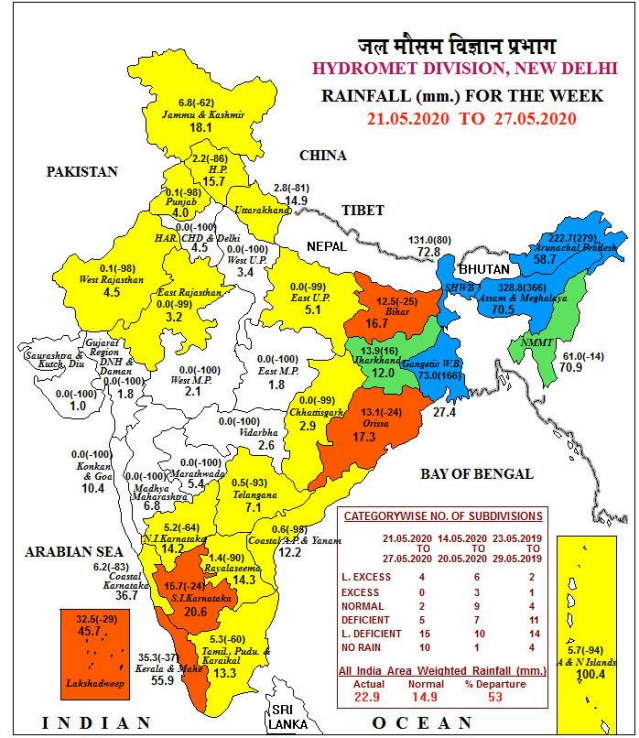 जल मौसम विज्ञान प्रभाग
HYDROMET DIVISION, NEW DELHI
RAINFALL (mm.) FOR THE WEEK
21.05.2020 TO 27.05.2020
6.8(-62)
Jammu & Kashmir
18.1
CHINA
2.2(-86)
H.P.
15.7
PAKISTAN
0.1(-98)
Punjab
4.0
2.8(-81)
14.9
Uttarakhand
TIBET
0.0(-100)
HAR. CHD & Delhi
4.5
0.0(-100)
West U.P.
3.4
NEPAL
131.0(80)
72.8
BHUTAN
222.7(279)
Arunachal Pradesh
58.7
0.1(-98)
West Rajasthan
4.5
East Rajasthan
0.0(-99)
3.2
0.0(-99)
East U.P.
5.1
12.5(-25)
Bihar
16.7
SHWB
328.8(366)
Assam & Meghalaya
70.5
NMMT
61.0(-14)
70.9
13.9(16)
Jharkhand
12.0
Gangetic W.B.
73.0(166)
27.4
Saurashtra &
Kutch, Diu
0.0(-100)
1.0
Gujarat
Region
DNH &
Daman
0.0(-100)
1.8
0.0(-100)
West M.P.
2.1
0.0(-100)
East M.P.
1.8
0.0(-99)
Chhattisgarh
2.9
13.1(-24)
Orissa
17.3
0.0(-100)
Vidarbha
2.6
0.0(-100)
Konkan
& Goa
10.4
0.0(-100)
Madhya
Maharashtra
6.8
0.0(-100)
Marathwada
5.4
0.5(-93)
Telangana
7.1
BAY OF BENGAL
ARABIAN SEA
5.2(-64)
N.I.Karnataka
14.2
0.6(-95)
Coastal A.P. & Yanam
12.2
1.4(-90)
Rayalaseema
14.3
6.2(-83)
Coastal
Karnataka
36.7
15.7(-24)
S.I.Karnataka
20.6
32.5(-29)
45.7
Lakshadweep
35.3(-37)
Kerala & Mahe
55.9
5.3(-60)
Tamil, Pudu. &
Karaikal
13.3
CATEGORYWISE NO. OF SUBDIVISIONS
21.05.2020 14.05.2020 23.05.2019
TO TO TO
27.05.2020 20.05.2020 29.05.2019
L. EXCESS 4 6 2
EXCESS 0 3 1
NORMAL 2 9 4
DEFICIENT 5 7 11
L. DEFICIENT 15 10 14
NO RAIN 10 1 4
All India Area Weighted Rainfall (mm.)
Actual Normal % Departure
22.9 14.9 53
5.7(-94)
A & N Islands
100.4
SRI
LANKA
INDIAN OCEAN